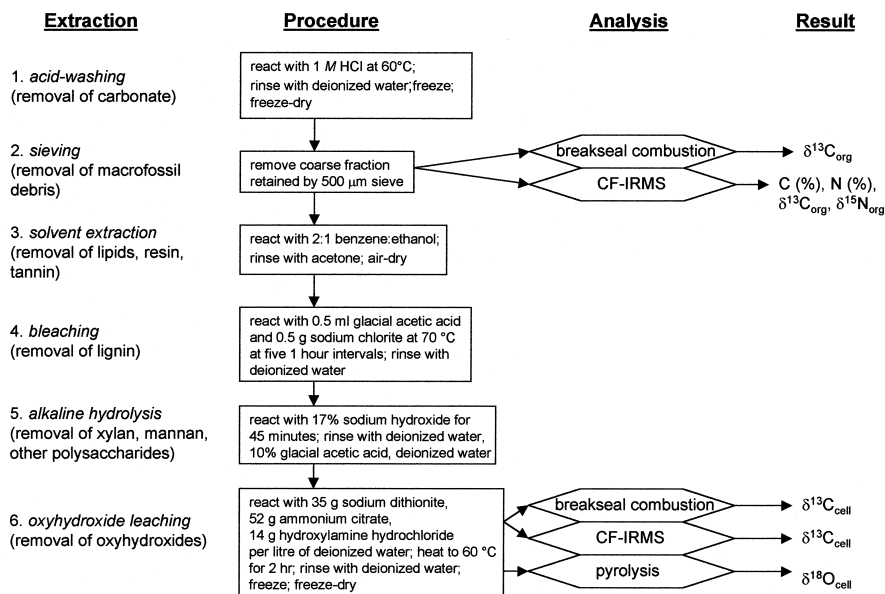 Extraction
Procedure
Analysis
Result
1. acid-washing
(removal of carbonate)
react with 1 M HCl at 60°C;
rinse with deionized water; freeze;
freeze-dry
2. sieving
(removal of macrofossil
debris)
remove coarse fraction
retained by 500 μm sieve
breakseal combustion
δ¹³Corg
CF-IRMS
C (%), N (%),
δ¹³Corg, δ¹⁵Norg
3. solvent extraction
(removal of lipids, resin,
tannin)
react with 2:1 benzene:ethanol;
rinse with acetone; air-dry
4. bleaching
(removal of lignin)
react with 0.5 ml glacial acetic acid
and 0.5 g sodium chlorite at 70 °C
at five 1 hour intervals; rinse with
deionized water
5. alkaline hydrolysis
(removal of xylan, mannan,
other polysaccharides)
react with 17% sodium hydroxide for
45 minutes; rinse with deionized water,
10% glacial acetic acid, deionized water
6. oxyhydroxide leaching
(removal of oxyhydroxides)
react with 35 g sodium dithionite,
52 g ammonium citrate,
14 g hydroxylamine hydrochloride
per litre of deionized water; heat to 60 °C
for 2 hr; rinse with deionized water;
freeze; freeze-dry
breakseal combustion
δ¹³Ccell
CF-IRMS
δ¹³Ccell
pyrolysis
δ¹⁸Ocell